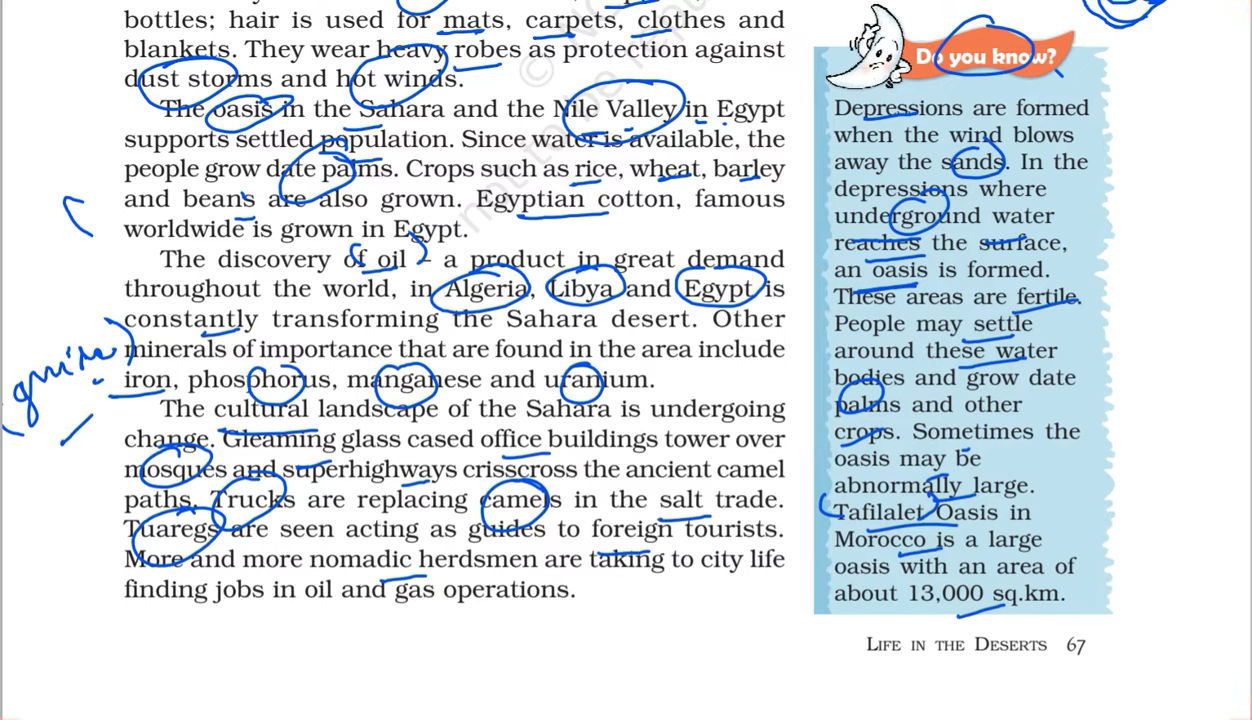 bottles; hair is used for mats, carpets, clothes and
blankets. They wear heavy robes as protection against
dust storms and hot winds.
The oasis in the Sahara and the Nile Valley in Egypt
supports settled population. Since water is available, the
people grow date palms. Crops such as rice, wheat, barley
and beans are also grown. Egyptian cotton, famous
worldwide is grown in Egypt.
The discovery of oil – a product in great demand
throughout the world, in Algeria, Libya and Egypt is
constantly transforming the Sahara desert. Other
minerals of importance that are found in the area include
iron, phosphorus, manganese and uranium.
The cultural landscape of the Sahara is undergoing
change. Gleaming glass cased office buildings tower over
mosques and superhighways crisscross the ancient camel
paths. Trucks are replacing camels in the salt trade.
Tuaregs are seen acting as guides to foreign tourists.
More and more nomadic herdsmen are taking to city life
finding jobs in oil and gas operations.
Do you know?
Depressions are formed
when the wind blows
away the sands. In the
depressions where
underground water
reaches the surface,
an oasis is formed.
These areas are fertile.
People may settle
around these water
bodies and grow date
palms and other
crops. Sometimes the
oasis may be
abnormally large.
Tafilalet Oasis in
Morocco is a large
oasis with an area of
about 13,000 sq.km.
Life in the Deserts 67